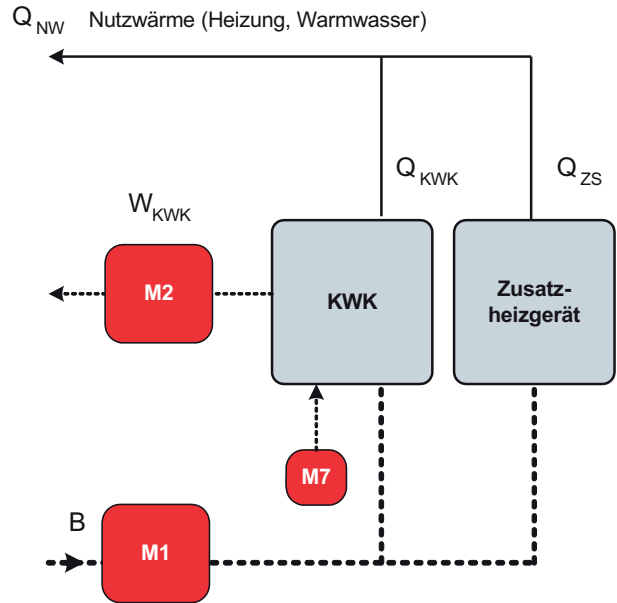 Q NW Nutzwärme (Heizung, Warmwasser)
Q KWK
Q ZS
W KWK
M2
KWK
Zusatz-
heizgerät
M7
B
M1